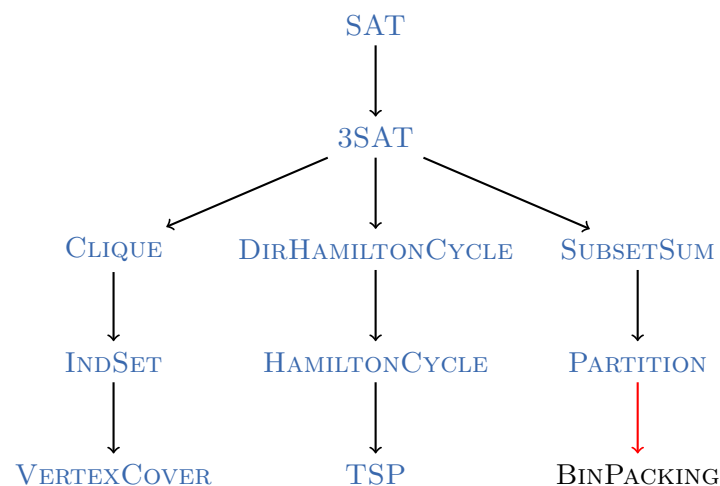 SAT
3SAT
CLIQUE DIRHAMILTONCYCLE SUBSETSUM
INDSET HAMILTONCYCLE PARTITION
VERTEXCOVER TSP BINPACKING